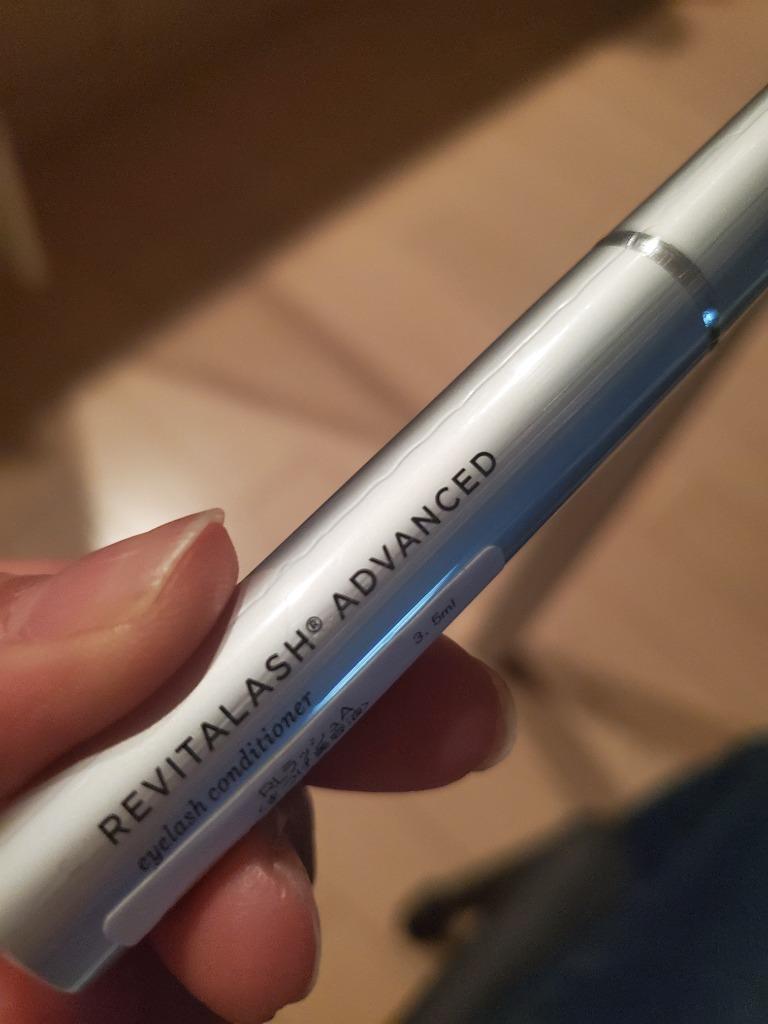 REVITALASH® ADVANCED
eyelash conditioner
3.5ml